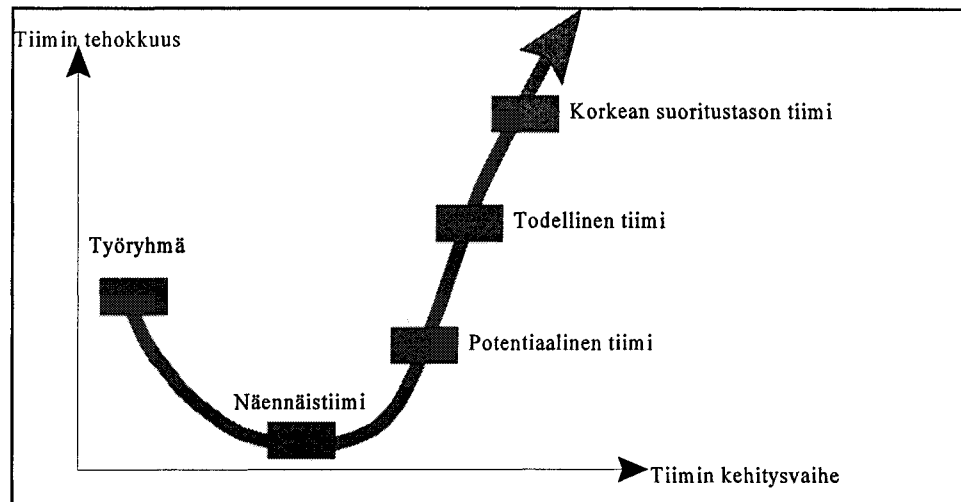 Tiimin tehokkuus
Korkean suoritustason tiimi
Todellinen tiimi
Työryhmä
Potentiaalinen tiimi
Näennäistiimi
Tiimin kehitysvaihe